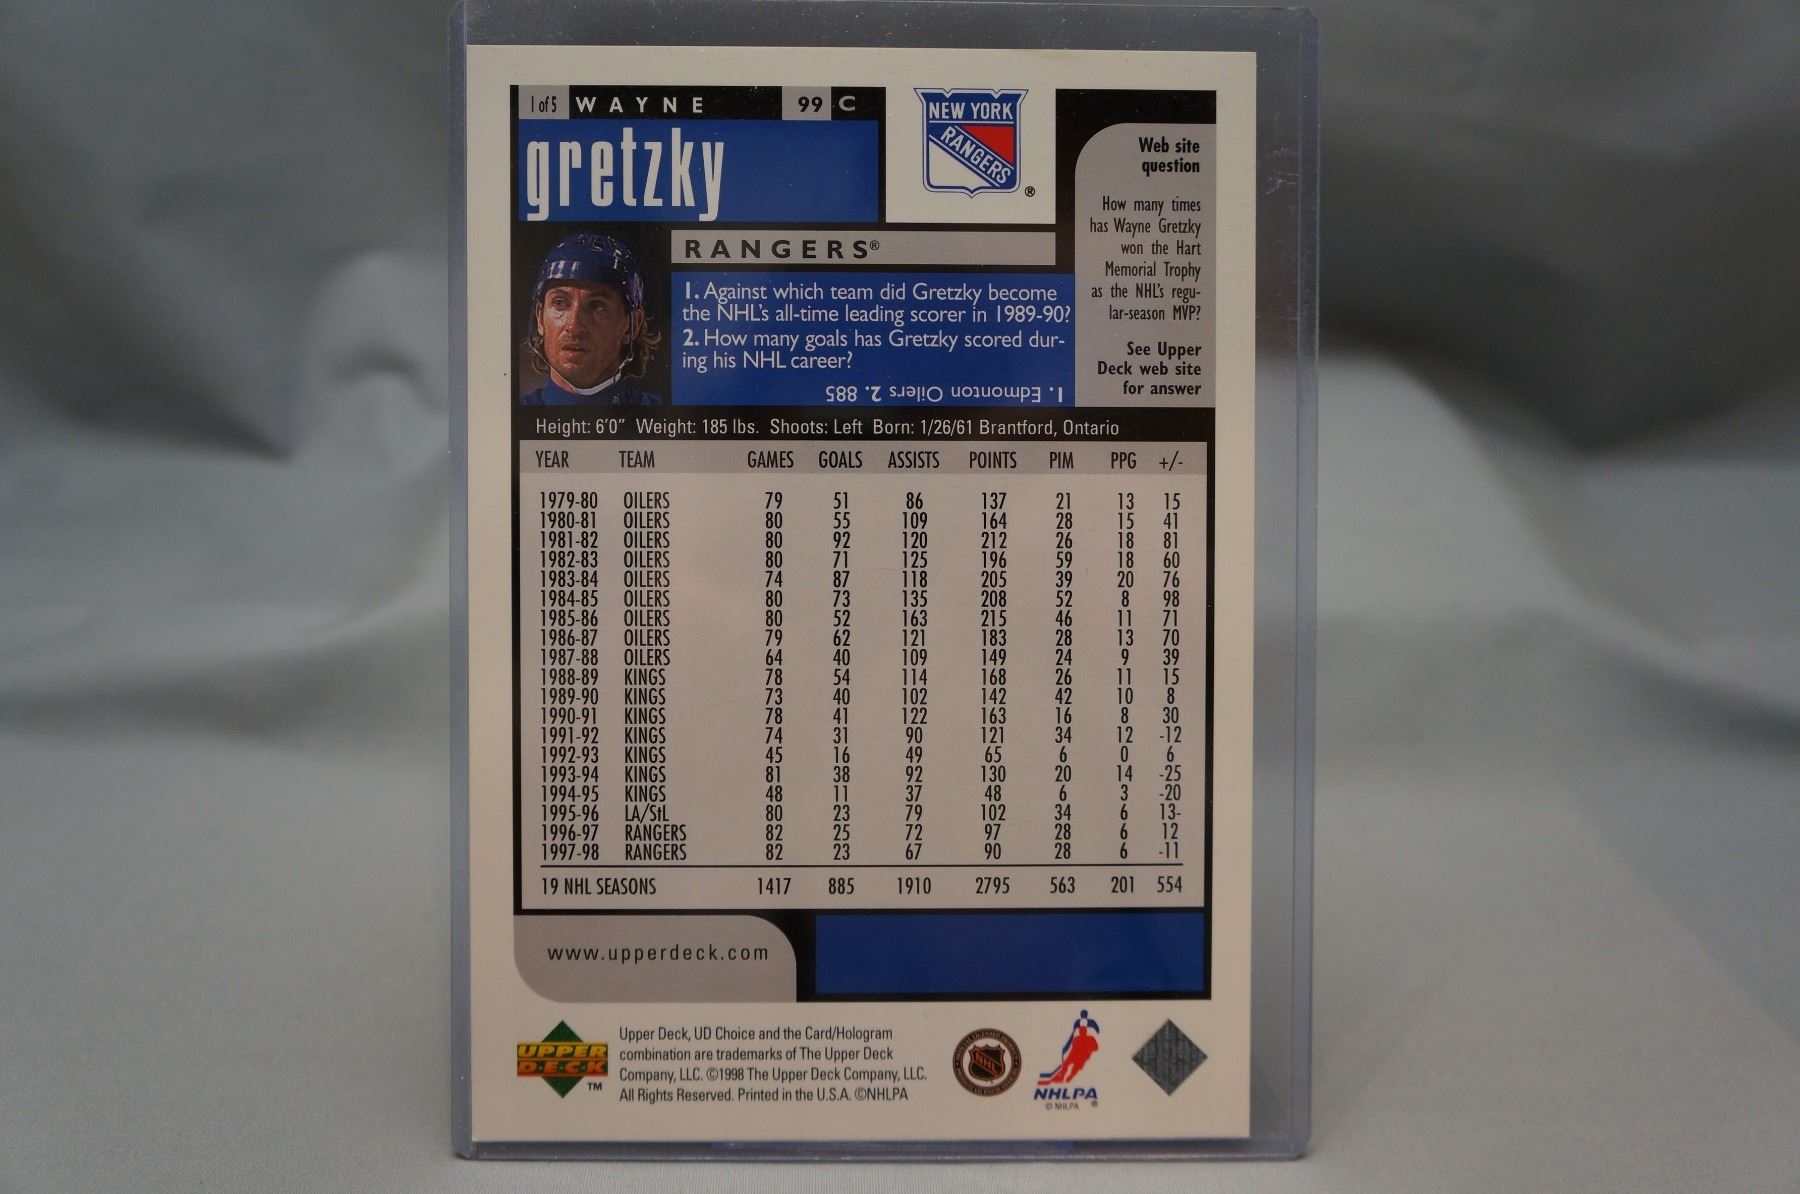 1 of 5 WAYNE 99 C
gretzky
NEW YORK
RANGERS
®
RANGERS®
1. Against which team did Gretzky become
the NHL's all-time leading scorer in 1989-90?
2. How many goals has Gretzky scored dur-
ing his NHL career?
1. Edmonton Oilers 2. 885
Web site
question
How many times
has Wayne Gretzky
won the Hart
Memorial Trophy
as the NHL's regu-
lar-season MVP?
See Upper
Deck web site
for answer
Height: 6'0" Weight: 185 lbs. Shoots: Left Born: 1/26/61 Brantford, Ontario
YEAR TEAM GAMES GOALS ASSISTS POINTS PIM PPG +/-
1979-80 OILERS 79 51 86 137 21 13 15
1980-81 OILERS 80 55 109 164 28 15 41
1981-82 OILERS 80 92 120 212 26 18 81
1982-83 OILERS 80 71 125 196 59 18 60
1983-84 OILERS 74 87 118 205 39 20 76
1984-85 OILERS 80 73 135 208 52 8 98
1985-86 OILERS 80 52 163 215 46 11 71
1986-87 OILERS 79 62 121 183 28 13 70
1987-88 OILERS 64 40 109 149 24 9 39
1988-89 KINGS 78 54 114 168 26 11 15
1989-90 KINGS 73 40 102 142 42 10 8
1990-91 KINGS 78 41 122 163 16 8 30
1991-92 KINGS 74 31 90 121 34 12 -12
1992-93 KINGS 45 16 49 65 6 0 6
1993-94 KINGS 81 38 92 130 20 14 -25
1994-95 KINGS 48 11 37 48 6 3 -20
1995-96 LA/StL 80 23 79 102 34 6 13-
1996-97 RANGERS 82 25 72 97 28 6 12
1997-98 RANGERS 82 23 67 90 28 6 -11
19 NHL SEASONS 1417 885 1910 2795 563 201 554
www.upperdeck.com
UPPER
D·E·C·K
TM
Upper Deck, UD Choice and the Card/Hologram
combination are trademarks of The Upper Deck
Company, LLC. ©1998 The Upper Deck Company, LLC.
All Rights Reserved. Printed in the U.S.A. ©NHLPA
NHL
NHLPA
© NHLPA ®